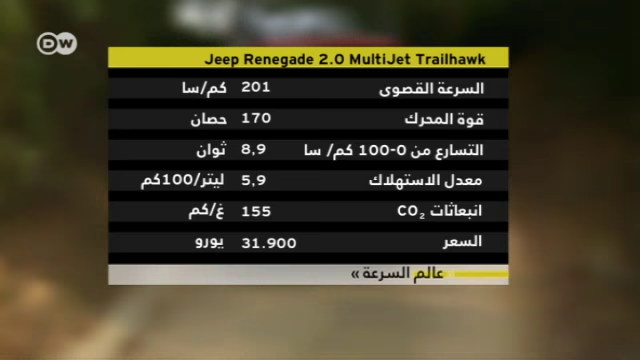 DW
Jeep Renegade 2.0 MultiJet Trailhawk
السرعة القصوى 201 كم/سا
قوة المحرك 170 حصان
التسارع من 0-100 كم/ سا 8,9 ثوان
معدل الاستهلاك 5,9 ليتر/100كم
انبعاثات CO₂ 155 غ/كم
السعر 31.900 يورو
عالم السرعة »